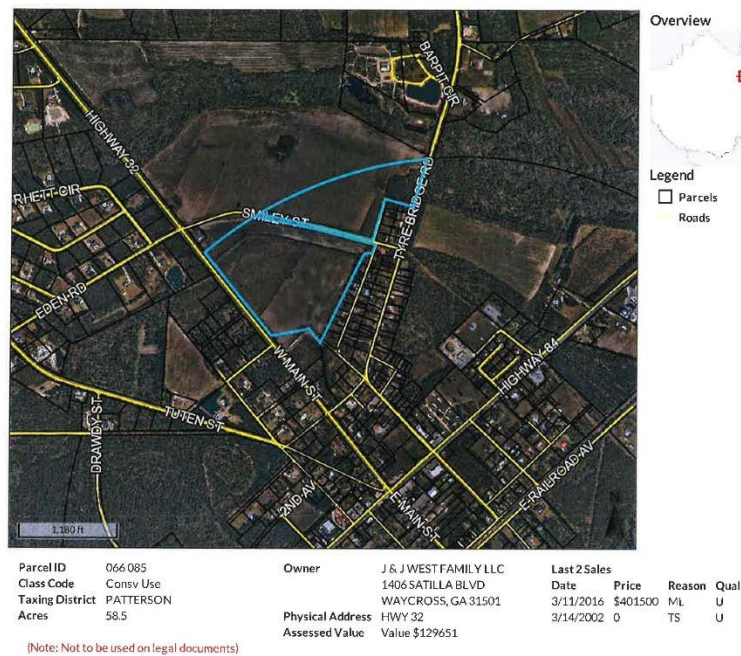 Overview
Legend
Parcels
Roads
BARPIT CIR
HIGHWAY 32
RHETT CIR
SMILEY ST
TYRE BRIDGE RD
EDEN RD
W MAIN ST
HIGHWAY 84
TUTEN ST
DRAWDY ST
2ND AV
E MAIN ST
E RAILROAD AV
N
1,180 ft
Parcel ID 066 085
Class Code Consv Use
Taxing District PATTERSON
Acres 58.5
Owner J & J WEST FAMILY LLC
1406 SATILLA BLVD
WAYCROSS, GA 31501
Physical Address HWY 32
Assessed Value Value $129651
Last 2 Sales
Date Price Reason Qual
3/11/2016 $401500 ML U
3/14/2002 0 TS U
(Note: Not to be used on legal documents)